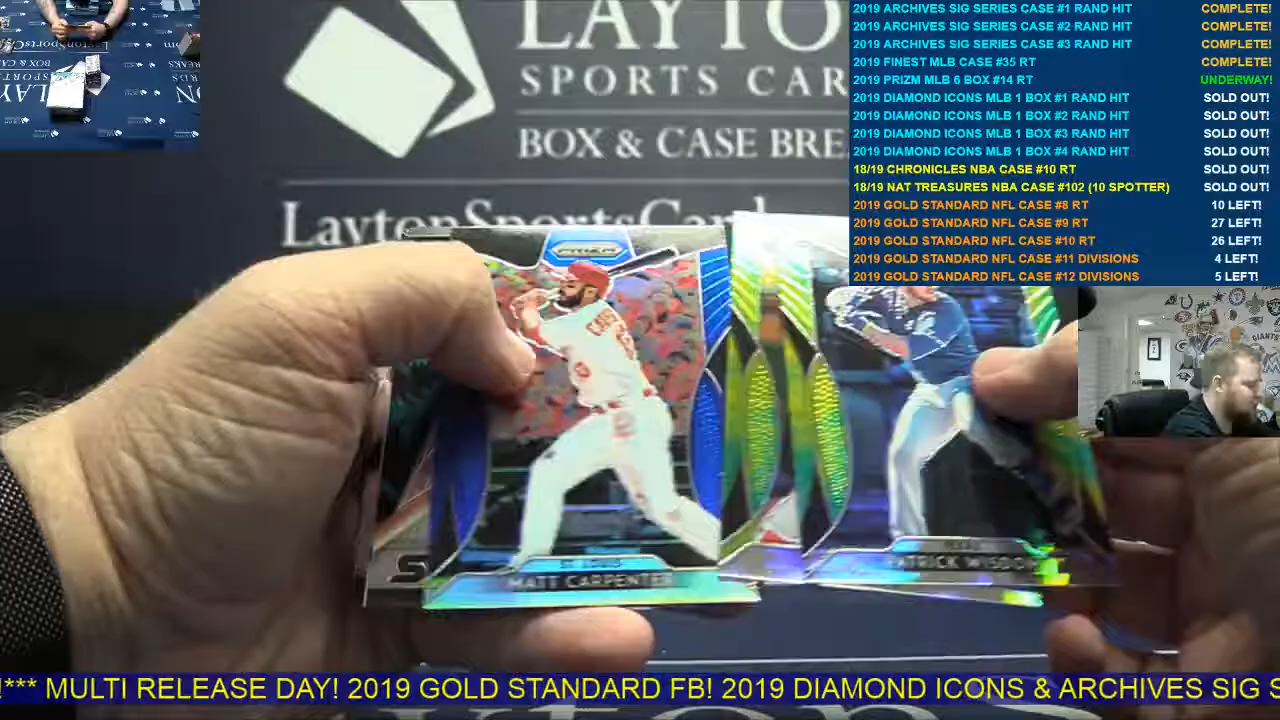 2019 ARCHIVES SIG SERIES CASE #1 RAND HIT COMPLETE!
2019 ARCHIVES SIG SERIES CASE #2 RAND HIT COMPLETE!
2019 ARCHIVES SIG SERIES CASE #3 RAND HIT COMPLETE!
2019 FINEST MLB CASE #35 RT COMPLETE!
2019 PRIZM MLB 6 BOX #14 RT UNDERWAY!
2019 DIAMOND ICONS MLB 1 BOX #1 RAND HIT SOLD OUT!
2019 DIAMOND ICONS MLB 1 BOX #2 RAND HIT SOLD OUT!
2019 DIAMOND ICONS MLB 1 BOX #3 RAND HIT SOLD OUT!
2019 DIAMOND ICONS MLB 1 BOX #4 RAND HIT SOLD OUT!
18/19 CHRONICLES NBA CASE #10 RT SOLD OUT!
18/19 NAT TREASURES NBA CASE #102 (10 SPOTTER) SOLD OUT!
2019 GOLD STANDARD NFL CASE #8 RT 10 LEFT!
2019 GOLD STANDARD NFL CASE #9 RT 27 LEFT!
2019 GOLD STANDARD NFL CASE #10 RT 26 LEFT!
2019 GOLD STANDARD NFL CASE #11 DIVISIONS 4 LEFT!
2019 GOLD STANDARD NFL CASE #12 DIVISIONS 5 LEFT!
LAYTO
SPORTS CAR
BOX & CASE BREA
LaytonSportsCard
PRIZM
ST. LOUIS
MATT CARPENTER
PATRICK WISDOM
!*** MULTI RELEASE DAY! 2019 GOLD STANDARD FB! 2019 DIAMOND ICONS & ARCHIVES SIG S